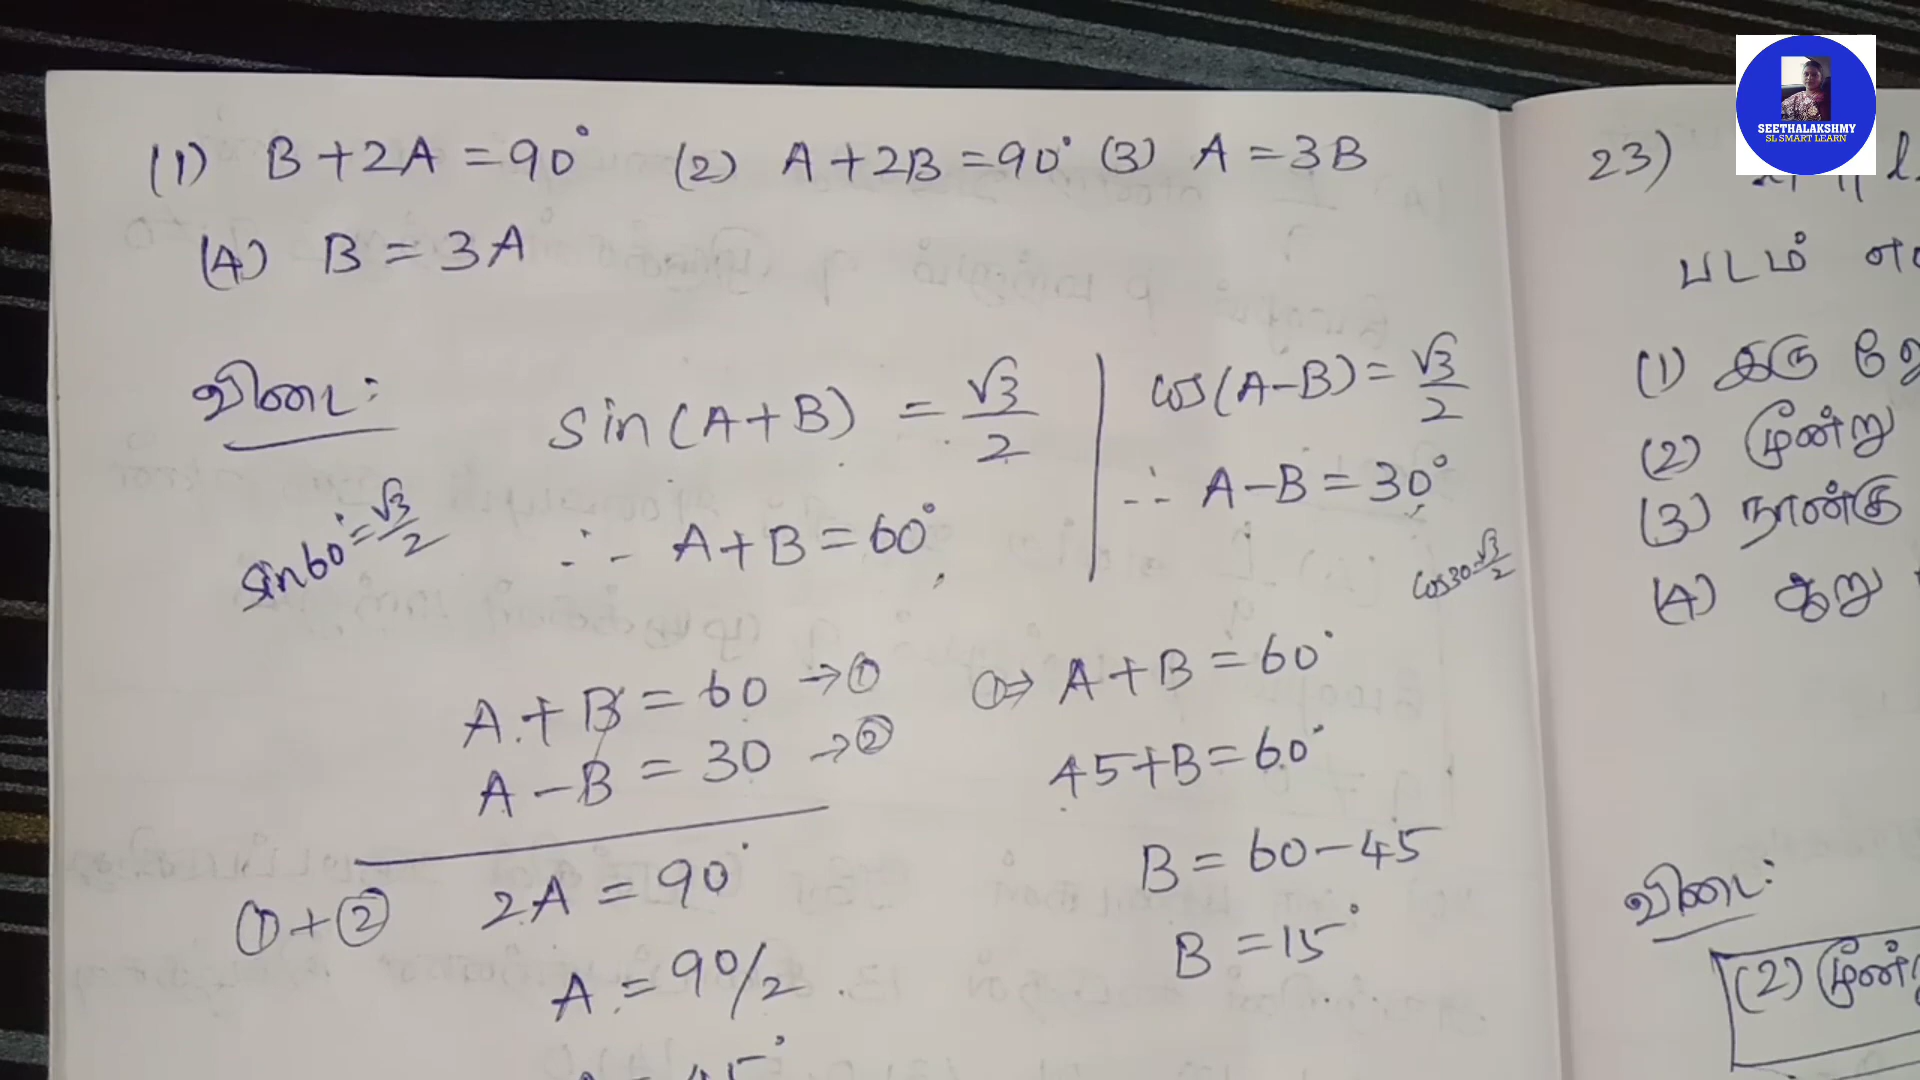 (1) B + 2A = 90° (2) A + 2B = 90° (3) A = 3B
(4) B = 3A
விடை:
sin(A+B) = √3/2
cos(A-B) = √3/2
sin60° = √3/2
∴ A+B = 60°
∴ A-B = 30°
cos30 = √3/2
A + B = 60 → ①
A - B = 30 → ②
① + ② 2A = 90°
A = 90/2
①⇒ A+B = 60°
45+B = 60°
B = 60-45
B = 15°
23)
படம்
(1) இரு
(2) மூன்று
(3) நான்கு
(4) ஆறு
விடை:
(2) மூன்று
SEETHALAKSHMY
SL SMART LEARN